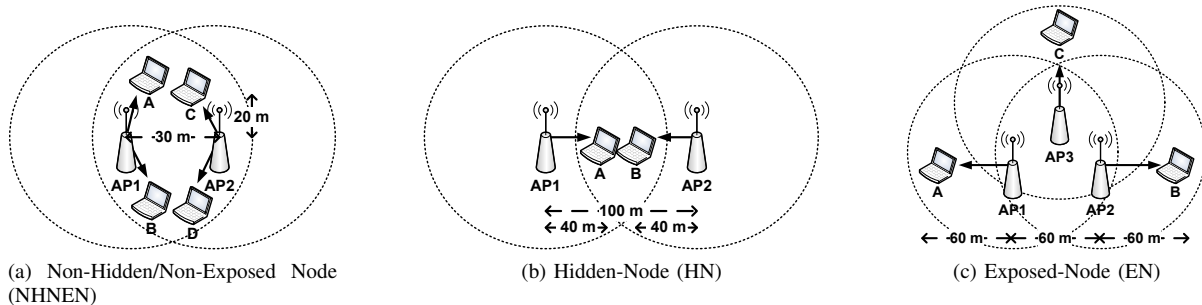 A
C
20 m
30 m
AP1
AP2
B
D
(a) Non-Hidden/Non-Exposed Node
(NHNEN)
AP1
A
B
AP2
100 m
40 m
40 m
(b) Hidden-Node (HN)
C
AP3
A
AP1
AP2
B
60 m
60 m
60 m
(c) Exposed-Node (EN)